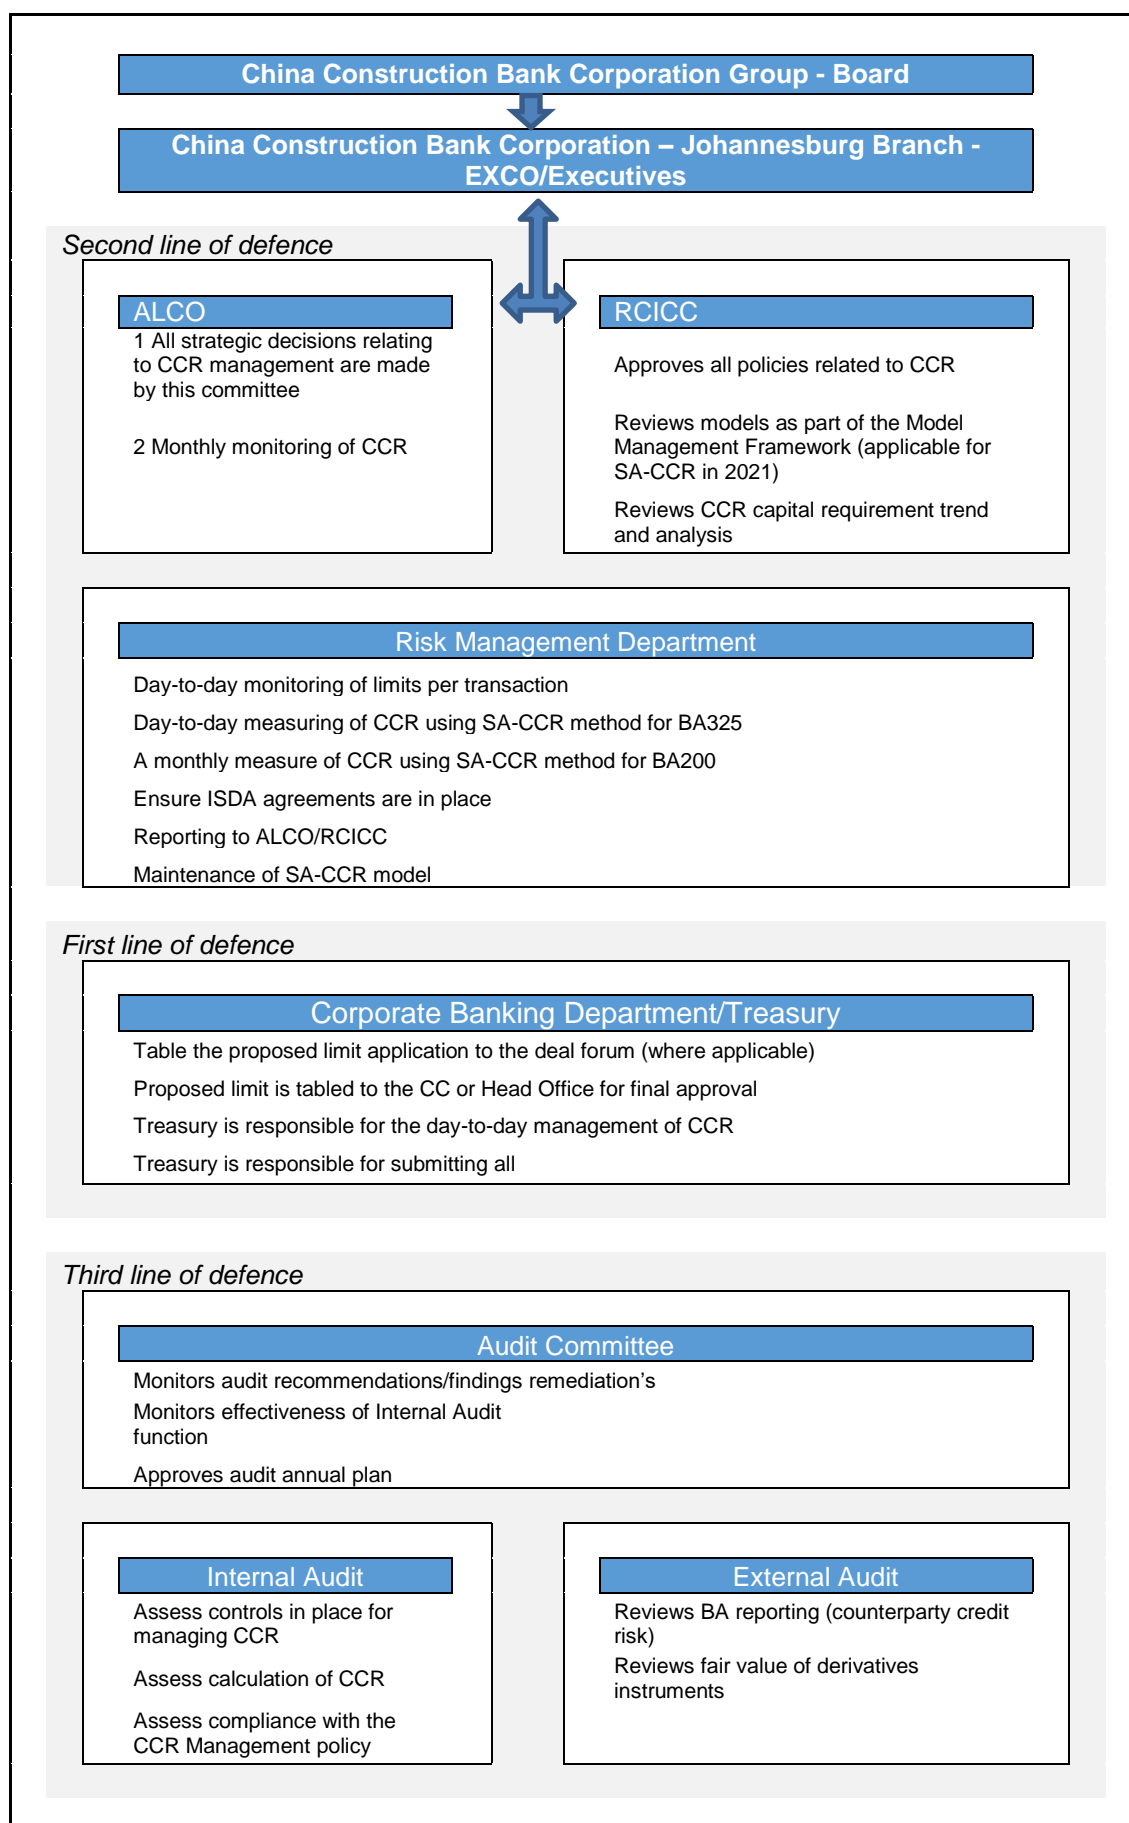 China Construction Bank Corporation Group - Board
China Construction Bank Corporation – Johannesburg Branch -
EXCO/Executives
Second line of defence
ALCO
1 All strategic decisions relating
to CCR management are made
by this committee
2 Monthly monitoring of CCR
RCICC
Approves all policies related to CCR
Reviews models as part of the Model
Management Framework (applicable for
SA-CCR in 2021)
Reviews CCR capital requirement trend
and analysis
Risk Management Department
Day-to-day monitoring of limits per transaction
Day-to-day measuring of CCR using SA-CCR method for BA325
A monthly measure of CCR using SA-CCR method for BA200
Ensure ISDA agreements are in place
Reporting to ALCO/RCICC
Maintenance of SA-CCR model
First line of defence
Corporate Banking Department/Treasury
Table the proposed limit application to the deal forum (where applicable)
Proposed limit is tabled to the CC or Head Office for final approval
Treasury is responsible for the day-to-day management of CCR
Treasury is responsible for submitting all
Third line of defence
Audit Committee
Monitors audit recommendations/findings remediation’s
Monitors effectiveness of Internal Audit
function
Approves audit annual plan
Internal Audit
Assess controls in place for
managing CCR
Assess calculation of CCR
Assess compliance with the
CCR Management policy
External Audit
Reviews BA reporting (counterparty credit
risk)
Reviews fair value of derivatives
instruments